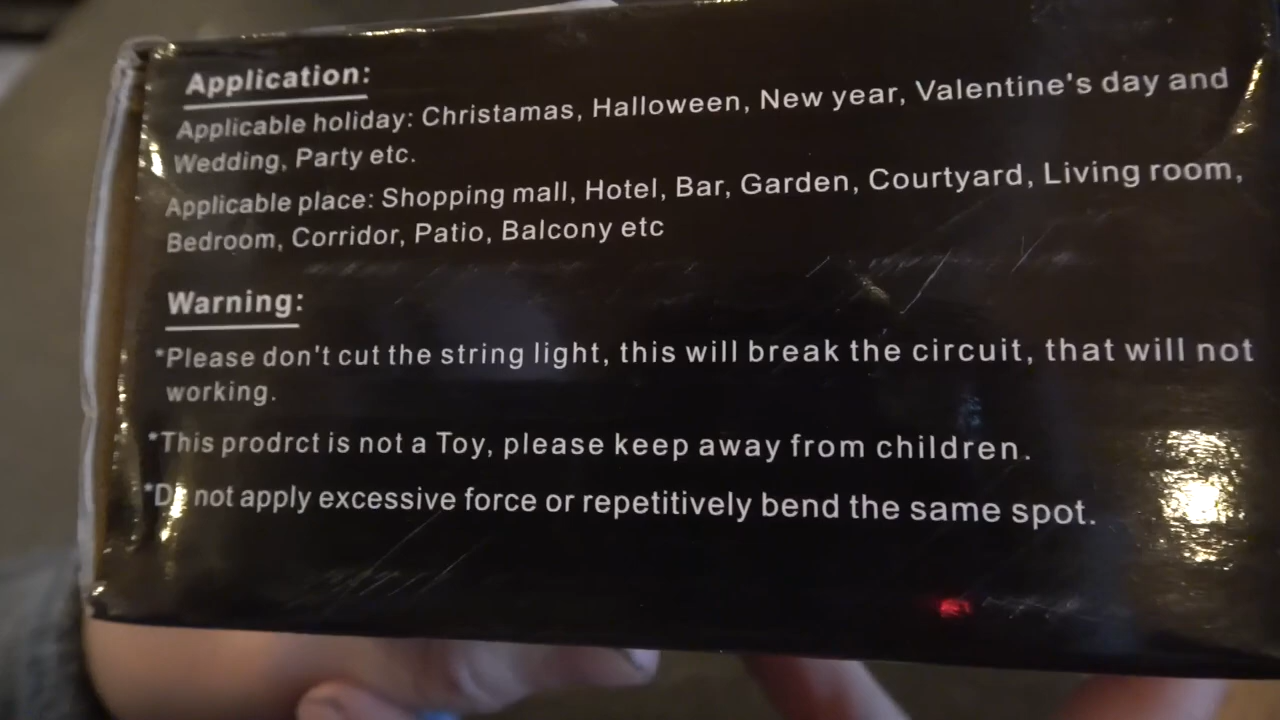 Application:
Applicable holiday: Christamas, Halloween, New year, Valentine's day and
Wedding, Party etc.
Applicable place: Shopping mall, Hotel, Bar, Garden, Courtyard, Living room,
Bedroom, Corridor, Patio, Balcony etc
Warning:
*Please don't cut the string light, this will break the circuit, that will not
working.
*This prodrct is not a Toy, please keep away from children.
*Do not apply excessive force or repetitively bend the same spot.